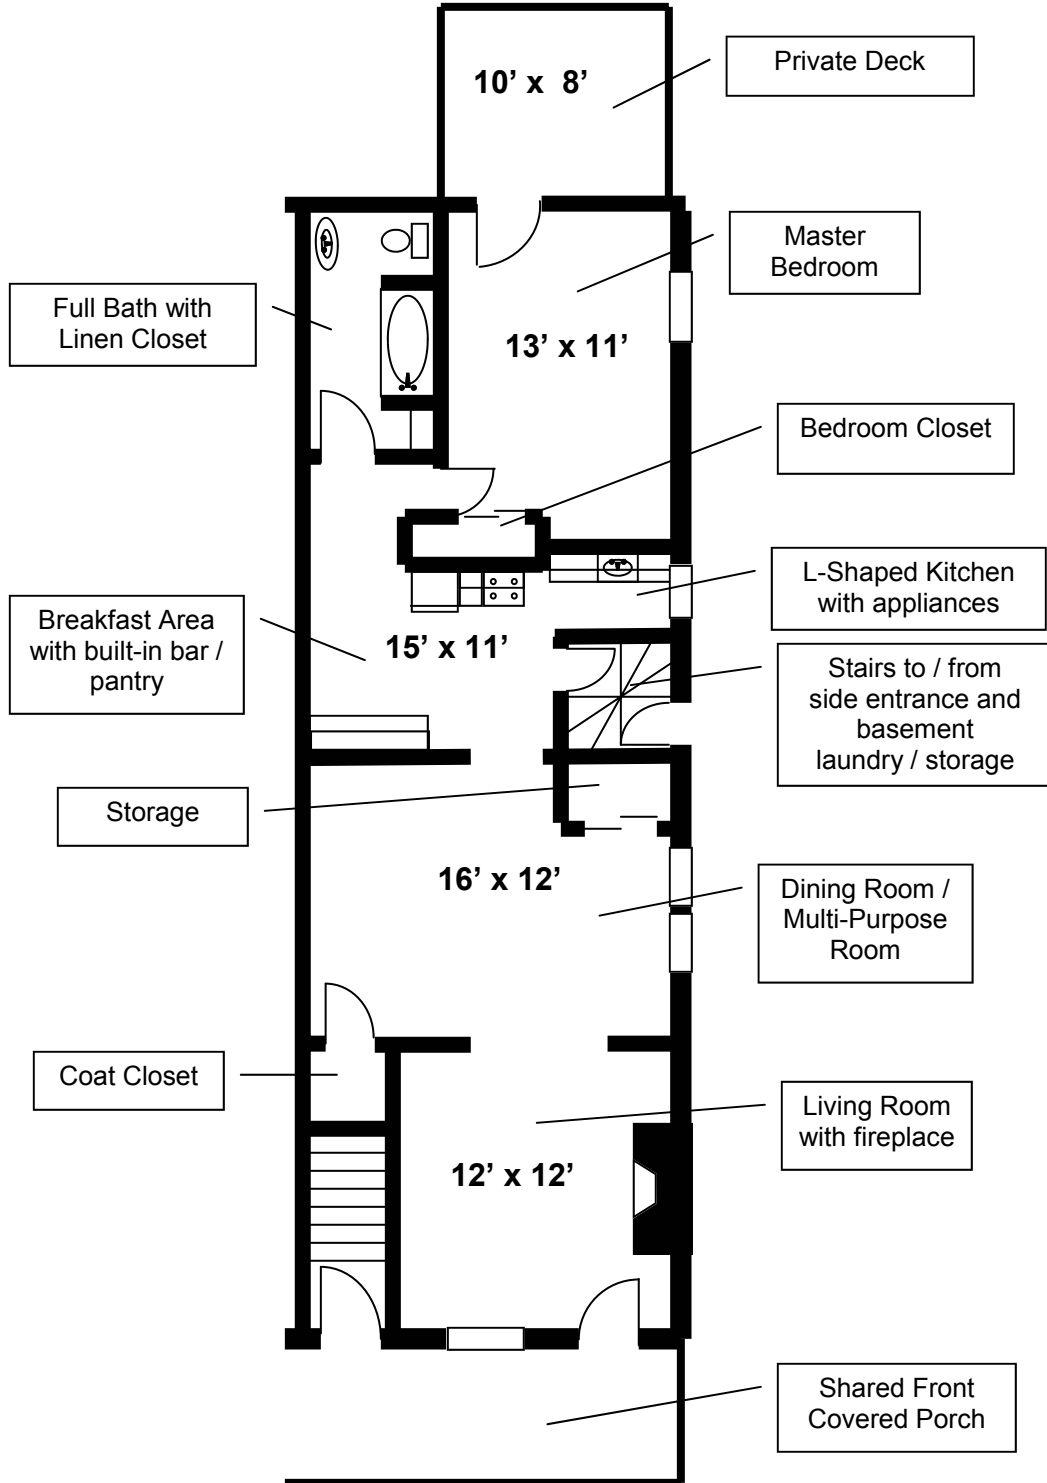 10’ x 8’
Private Deck
Master
Bedroom
Full Bath with
Linen Closet
13’ x 11’
Bedroom Closet
L-Shaped Kitchen
with appliances
Breakfast Area
with built-in bar /
pantry
15’ x 11’
Stairs to / from
side entrance and
basement
laundry / storage
Storage
16’ x 12’
Dining Room /
Multi-Purpose
Room
Coat Closet
Living Room
with fireplace
12’ x 12’
Shared Front
Covered Porch